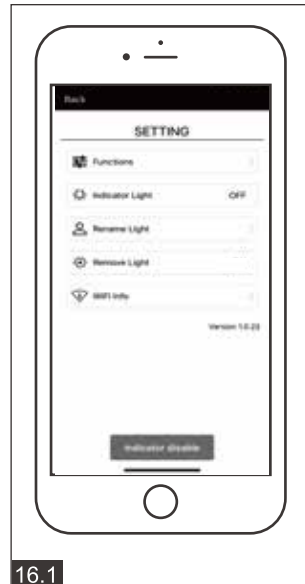 Back
SETTING
Functions
Indicator Light OFF
Rename Light
Remove Light
WiFi Info
Version 1.0.23
Indicator disable
16.1